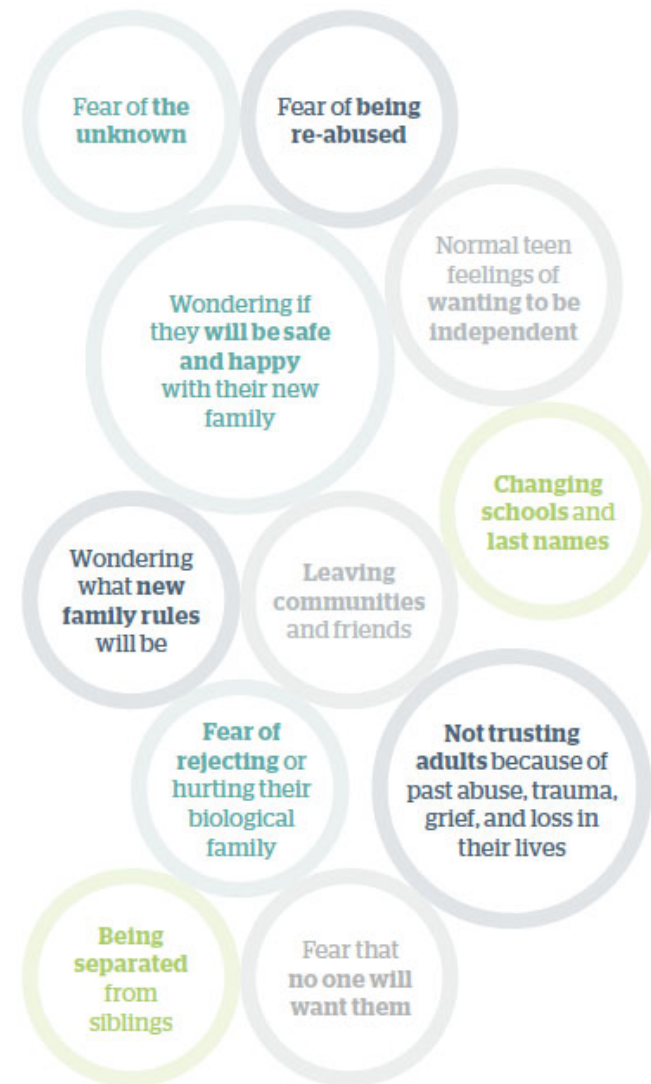 Fear of the
unknown
Fear of being
re-abused
Normal teen
feelings of
wanting to be
independent
Wondering if
they will be safe
and happy
with their new
family
Changing
schools and
last names
Wondering
what new
family rules
will be
Leaving
communities
and friends
Fear of
rejecting or
hurting their
biological
family
Not trusting
adults because of
past abuse, trauma,
grief, and loss in
their lives
Being
separated
from
siblings
Fear that
no one will
want them